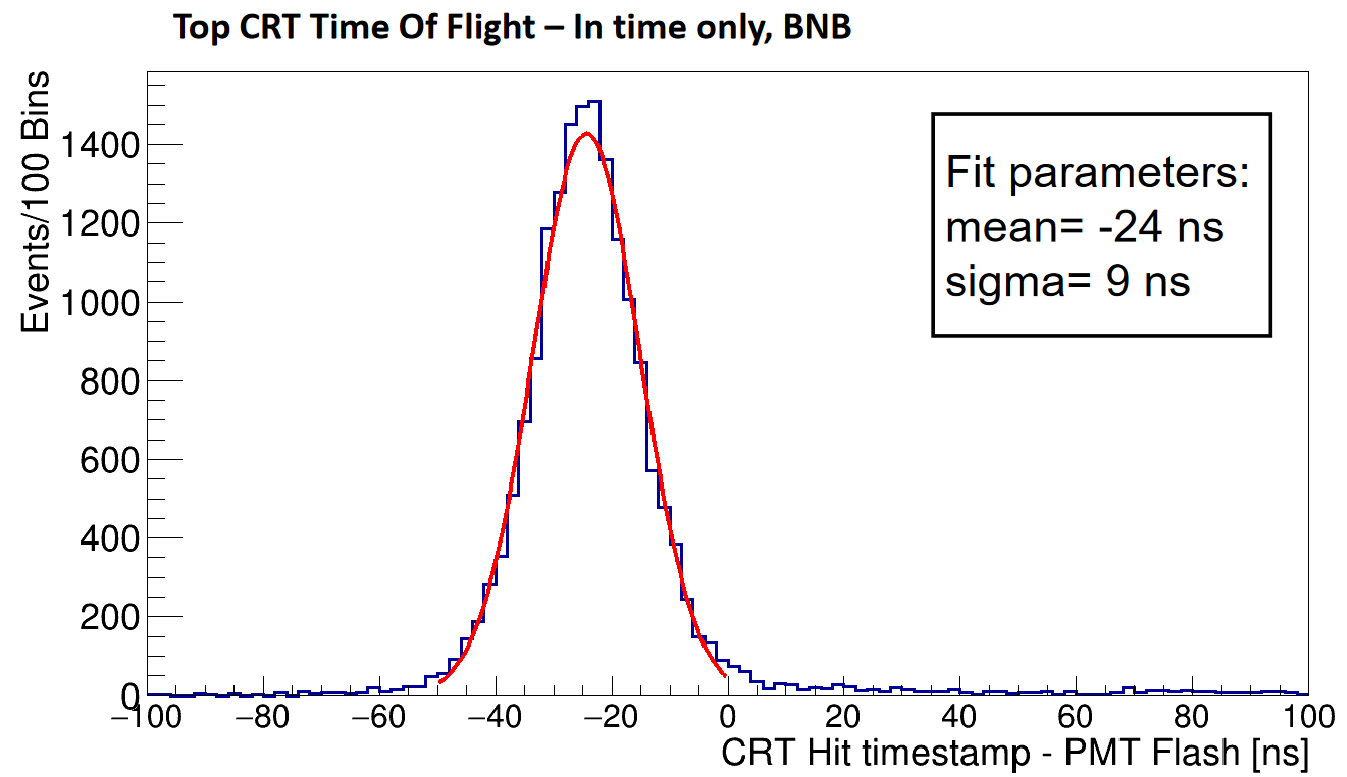 Top CRT Time Of Flight – In time only, BNB
Events/100 Bins
1400
1200
1000
800
600
400
200
0
Fit parameters:
mean= -24 ns
sigma= 9 ns
−100 −80 −60 −40 −20 0 20 40 60 80 100
CRT Hit timestamp - PMT Flash [ns]